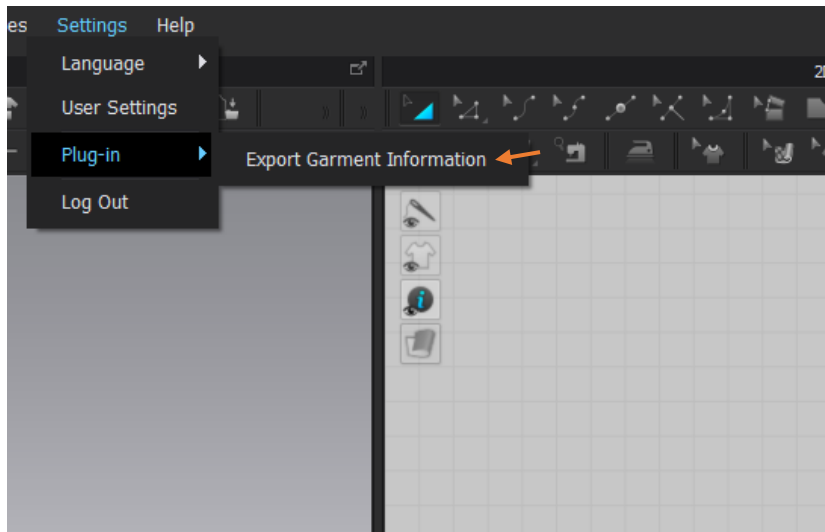 es Settings Help
Language
User Settings
Plug-in
Export Garment Information
Log Out